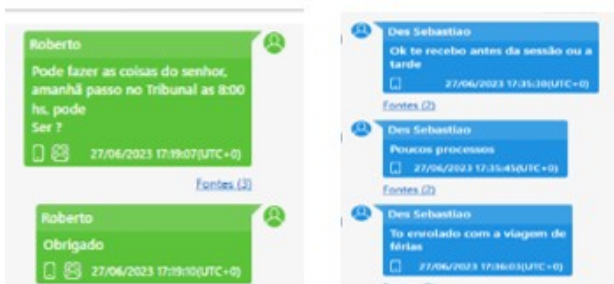 Roberto
Pode fazer as coisas do senhor,
amanhã passo no Tribunal as 8:00
hs, pode
Ser ?
27/06/2023 17:19:07(UTC+0)
Fontes (3)
Roberto
Obrigado
27/06/2023 17:19:10(UTC+0)
Des Sebastiao
Ok te recebo antes da sessão ou a
tarde
27/06/2023 17:35:38(UTC+0)
Fontes (2)
Des Sebastiao
Poucos processos
27/06/2023 17:35:45(UTC+0)
Fontes (2)
Des Sebastiao
To enrolado com a viagem de
férias
27/06/2023 17:36:03(UTC+0)